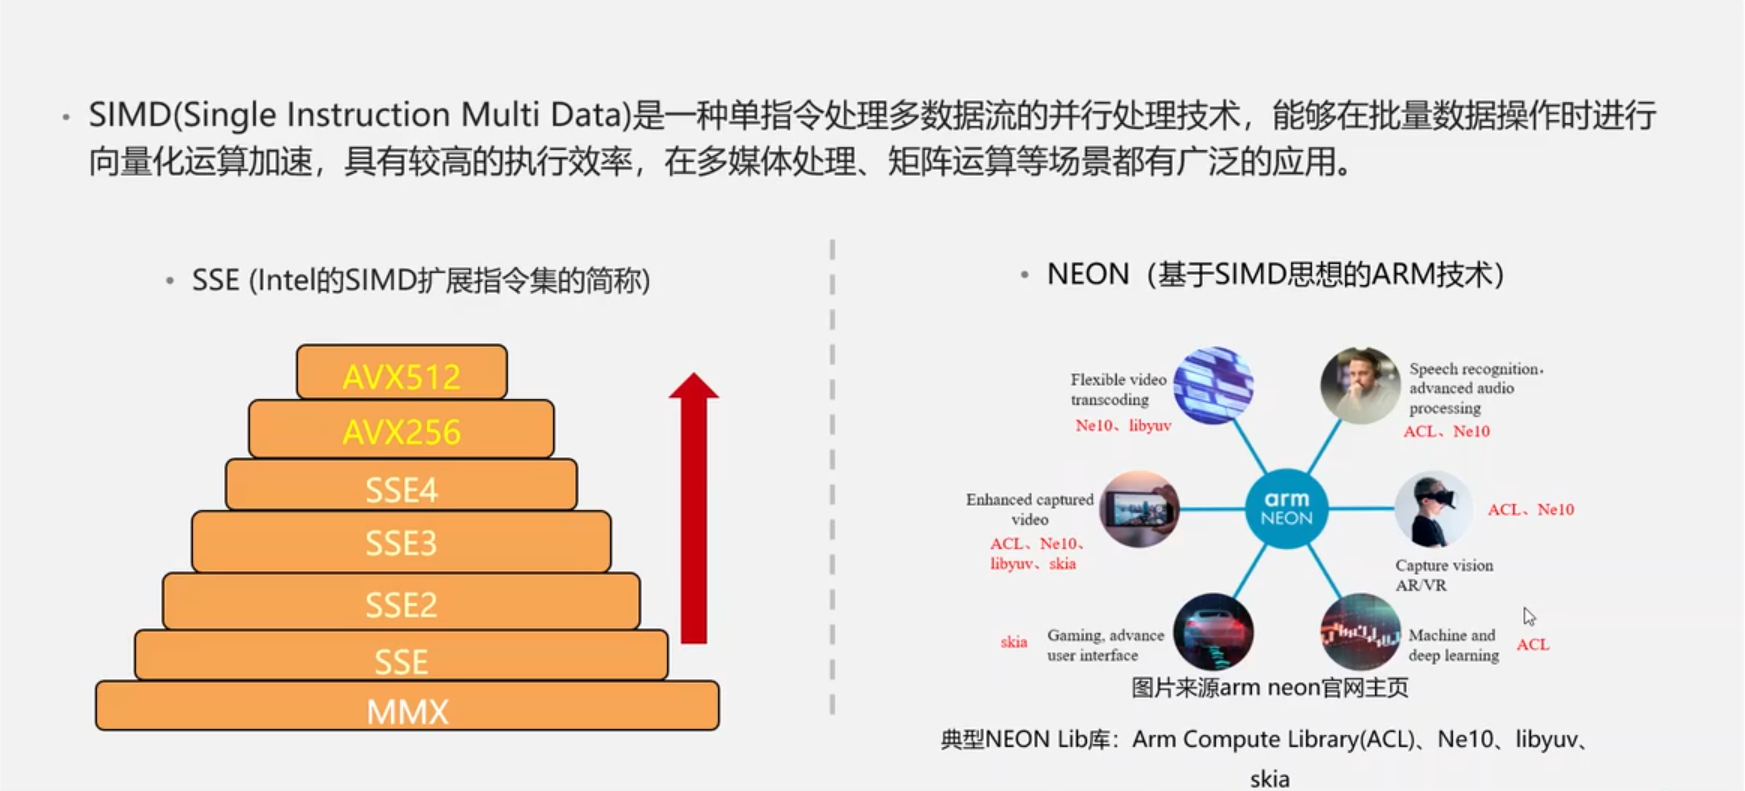 SIMD(Single Instruction Multi Data)是一种单指令处理多数据流的并行处理技术，能够在批量数据操作时进行
向量化运算加速，具有较高的执行效率，在多媒体处理、矩阵运算等场景都有广泛的应用。
SSE (Intel的SIMD扩展指令集的简称)
AVX512
AVX256
SSE4
SSE3
SSE2
SSE
MMX
NEON（基于SIMD思想的ARM技术）
Flexible video
transcoding
Ne10、libyuv
Speech recognition,
advanced audio
processing
ACL、Ne10
Enhanced captured
video
ACL、Ne10、
libyuv、skia
arm
NEON
ACL、Ne10
Capture vision
AR/VR
skia
Gaming, advance
user interface
Machine and
deep learning
ACL
图片来源arm neon官网主页
典型NEON Lib库：Arm Compute Library(ACL)、Ne10、libyuv、
skia